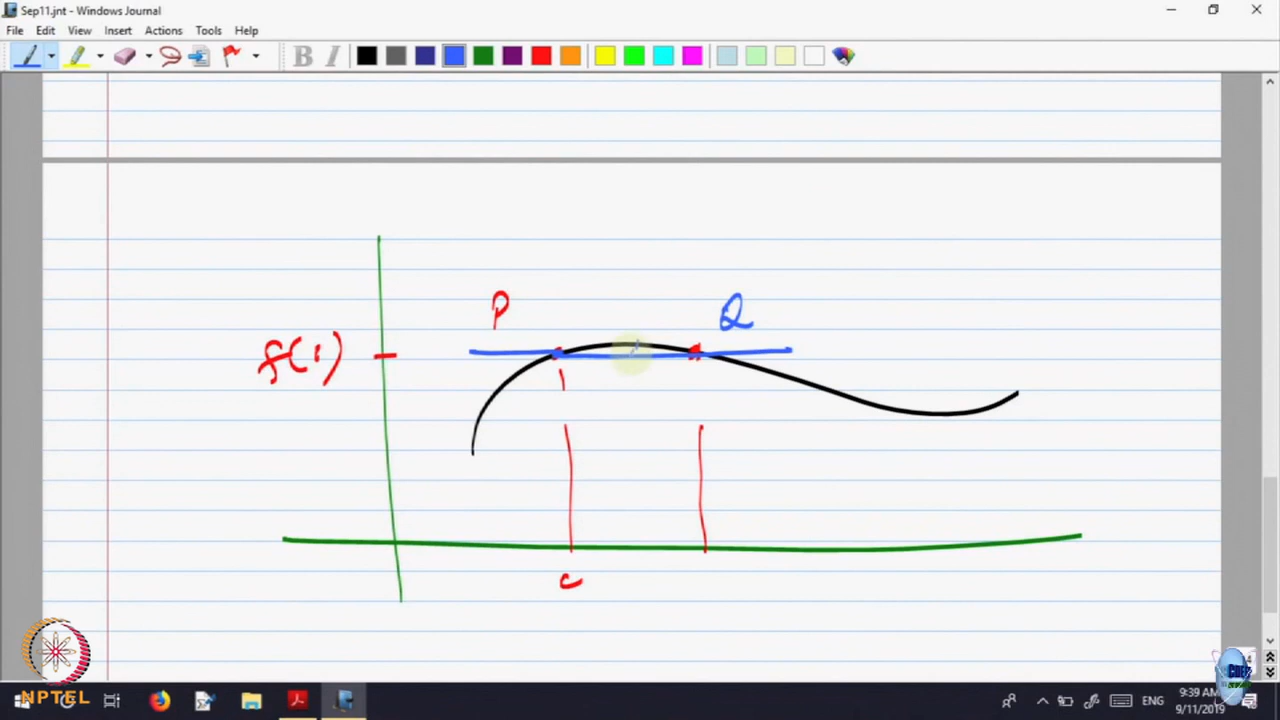 Sep11.jnt - Windows Journal
File Edit View Insert Actions Tools Help
B I
P
Q
f(1)
c
NPTEL
ENG
9:39 AM
9/11/2019